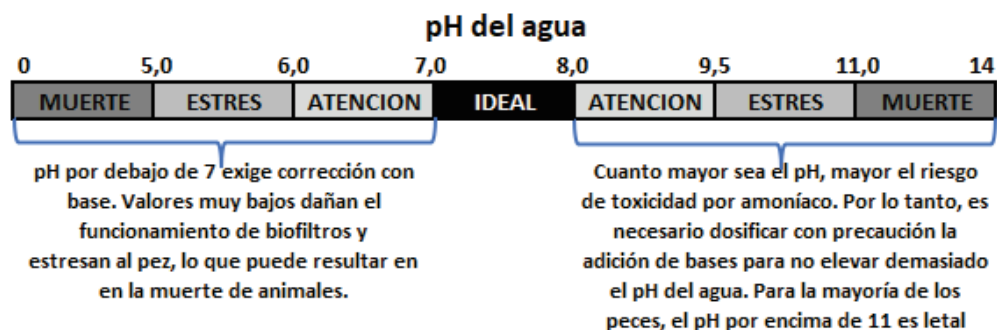 pH del agua
0 5,0 6,0 7,0 8,0 9,5 11,0 14
MUERTE ESTRES ATENCION IDEAL ATENCION ESTRES MUERTE
pH por debajo de 7 exige corrección con
base. Valores muy bajos dañan el
funcionamiento de biofiltros y
estresan al pez, lo que puede resultar en
en la muerte de animales.
Cuanto mayor sea el pH, mayor el riesgo
de toxicidad por amoníaco. Por lo tanto, es
necesario dosificar con precaución la
adición de bases para no elevar demasiado
el pH del agua. Para la mayoría de los
peces, el pH por encima de 11 es letal